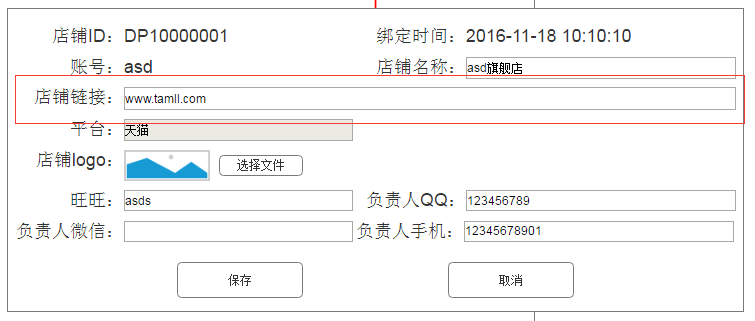 店铺ID：DP10000001 绑定时间：2016-11-18 10:10:10
账号：asd 店铺名称：asd旗舰店
店铺链接：www.tamll.com
平台：天猫
店铺logo：选择文件
旺旺：asds 负责人QQ：123456789
负责人微信： 负责人手机：12345678901
保存 取消